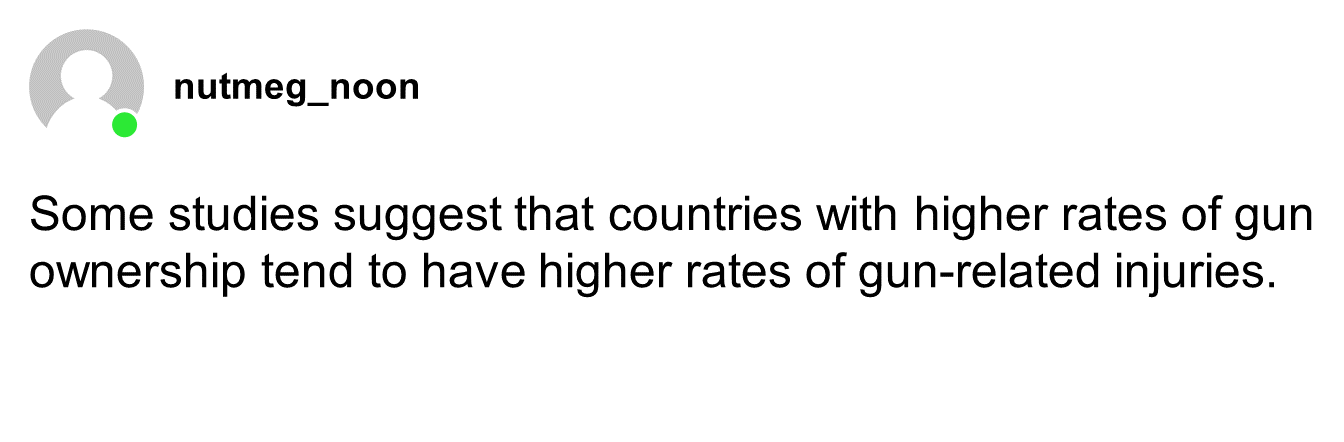 nutmeg_noon
Some studies suggest that countries with higher rates of gun
ownership tend to have higher rates of gun-related injuries.